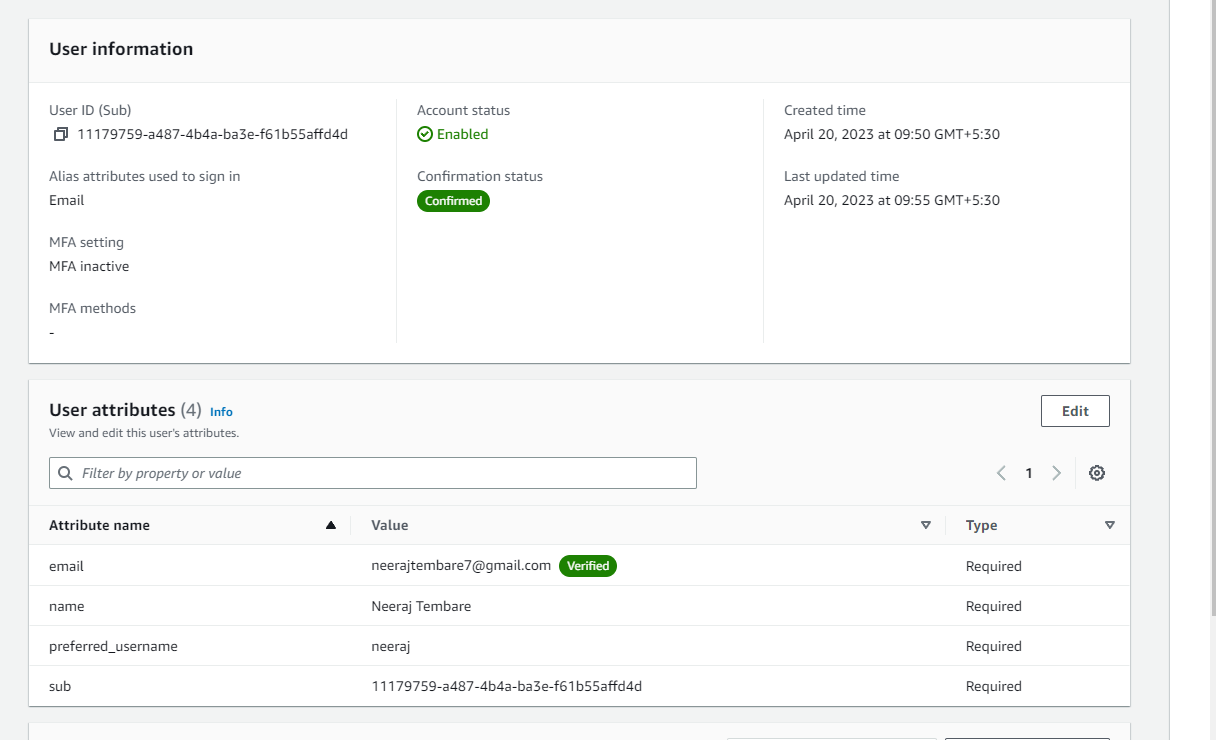 User information
User ID (Sub)
11179759-a487-4b4a-ba3e-f61b55affd4d
Alias attributes used to sign in
Email
MFA setting
MFA inactive
MFA methods
-
Account status
Enabled
Confirmation status
Confirmed
Created time
April 20, 2023 at 09:50 GMT+5:30
Last updated time
April 20, 2023 at 09:55 GMT+5:30
User attributes (4) Info
View and edit this user's attributes.
Edit
Filter by property or value
1
Attribute name Value Type
email neerajtembare7@gmail.com Verified Required
name Neeraj Tembare Required
preferred_username neeraj Required
sub 11179759-a487-4b4a-ba3e-f61b55affd4d Required